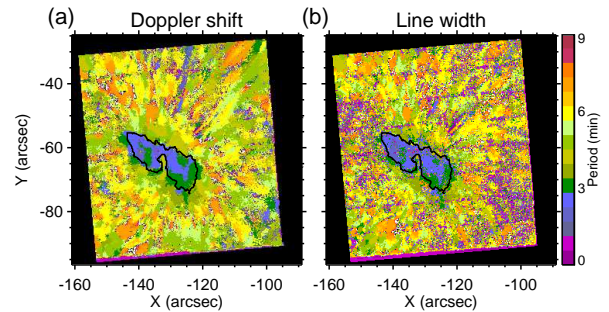 (a) Doppler shift
(b) Line width
-40
-60
-80
Y (arcsec)
-140 -120 -100
X (arcsec)
-160 -140 -120 -100
X (arcsec)
9
6
3
0
Period (min)